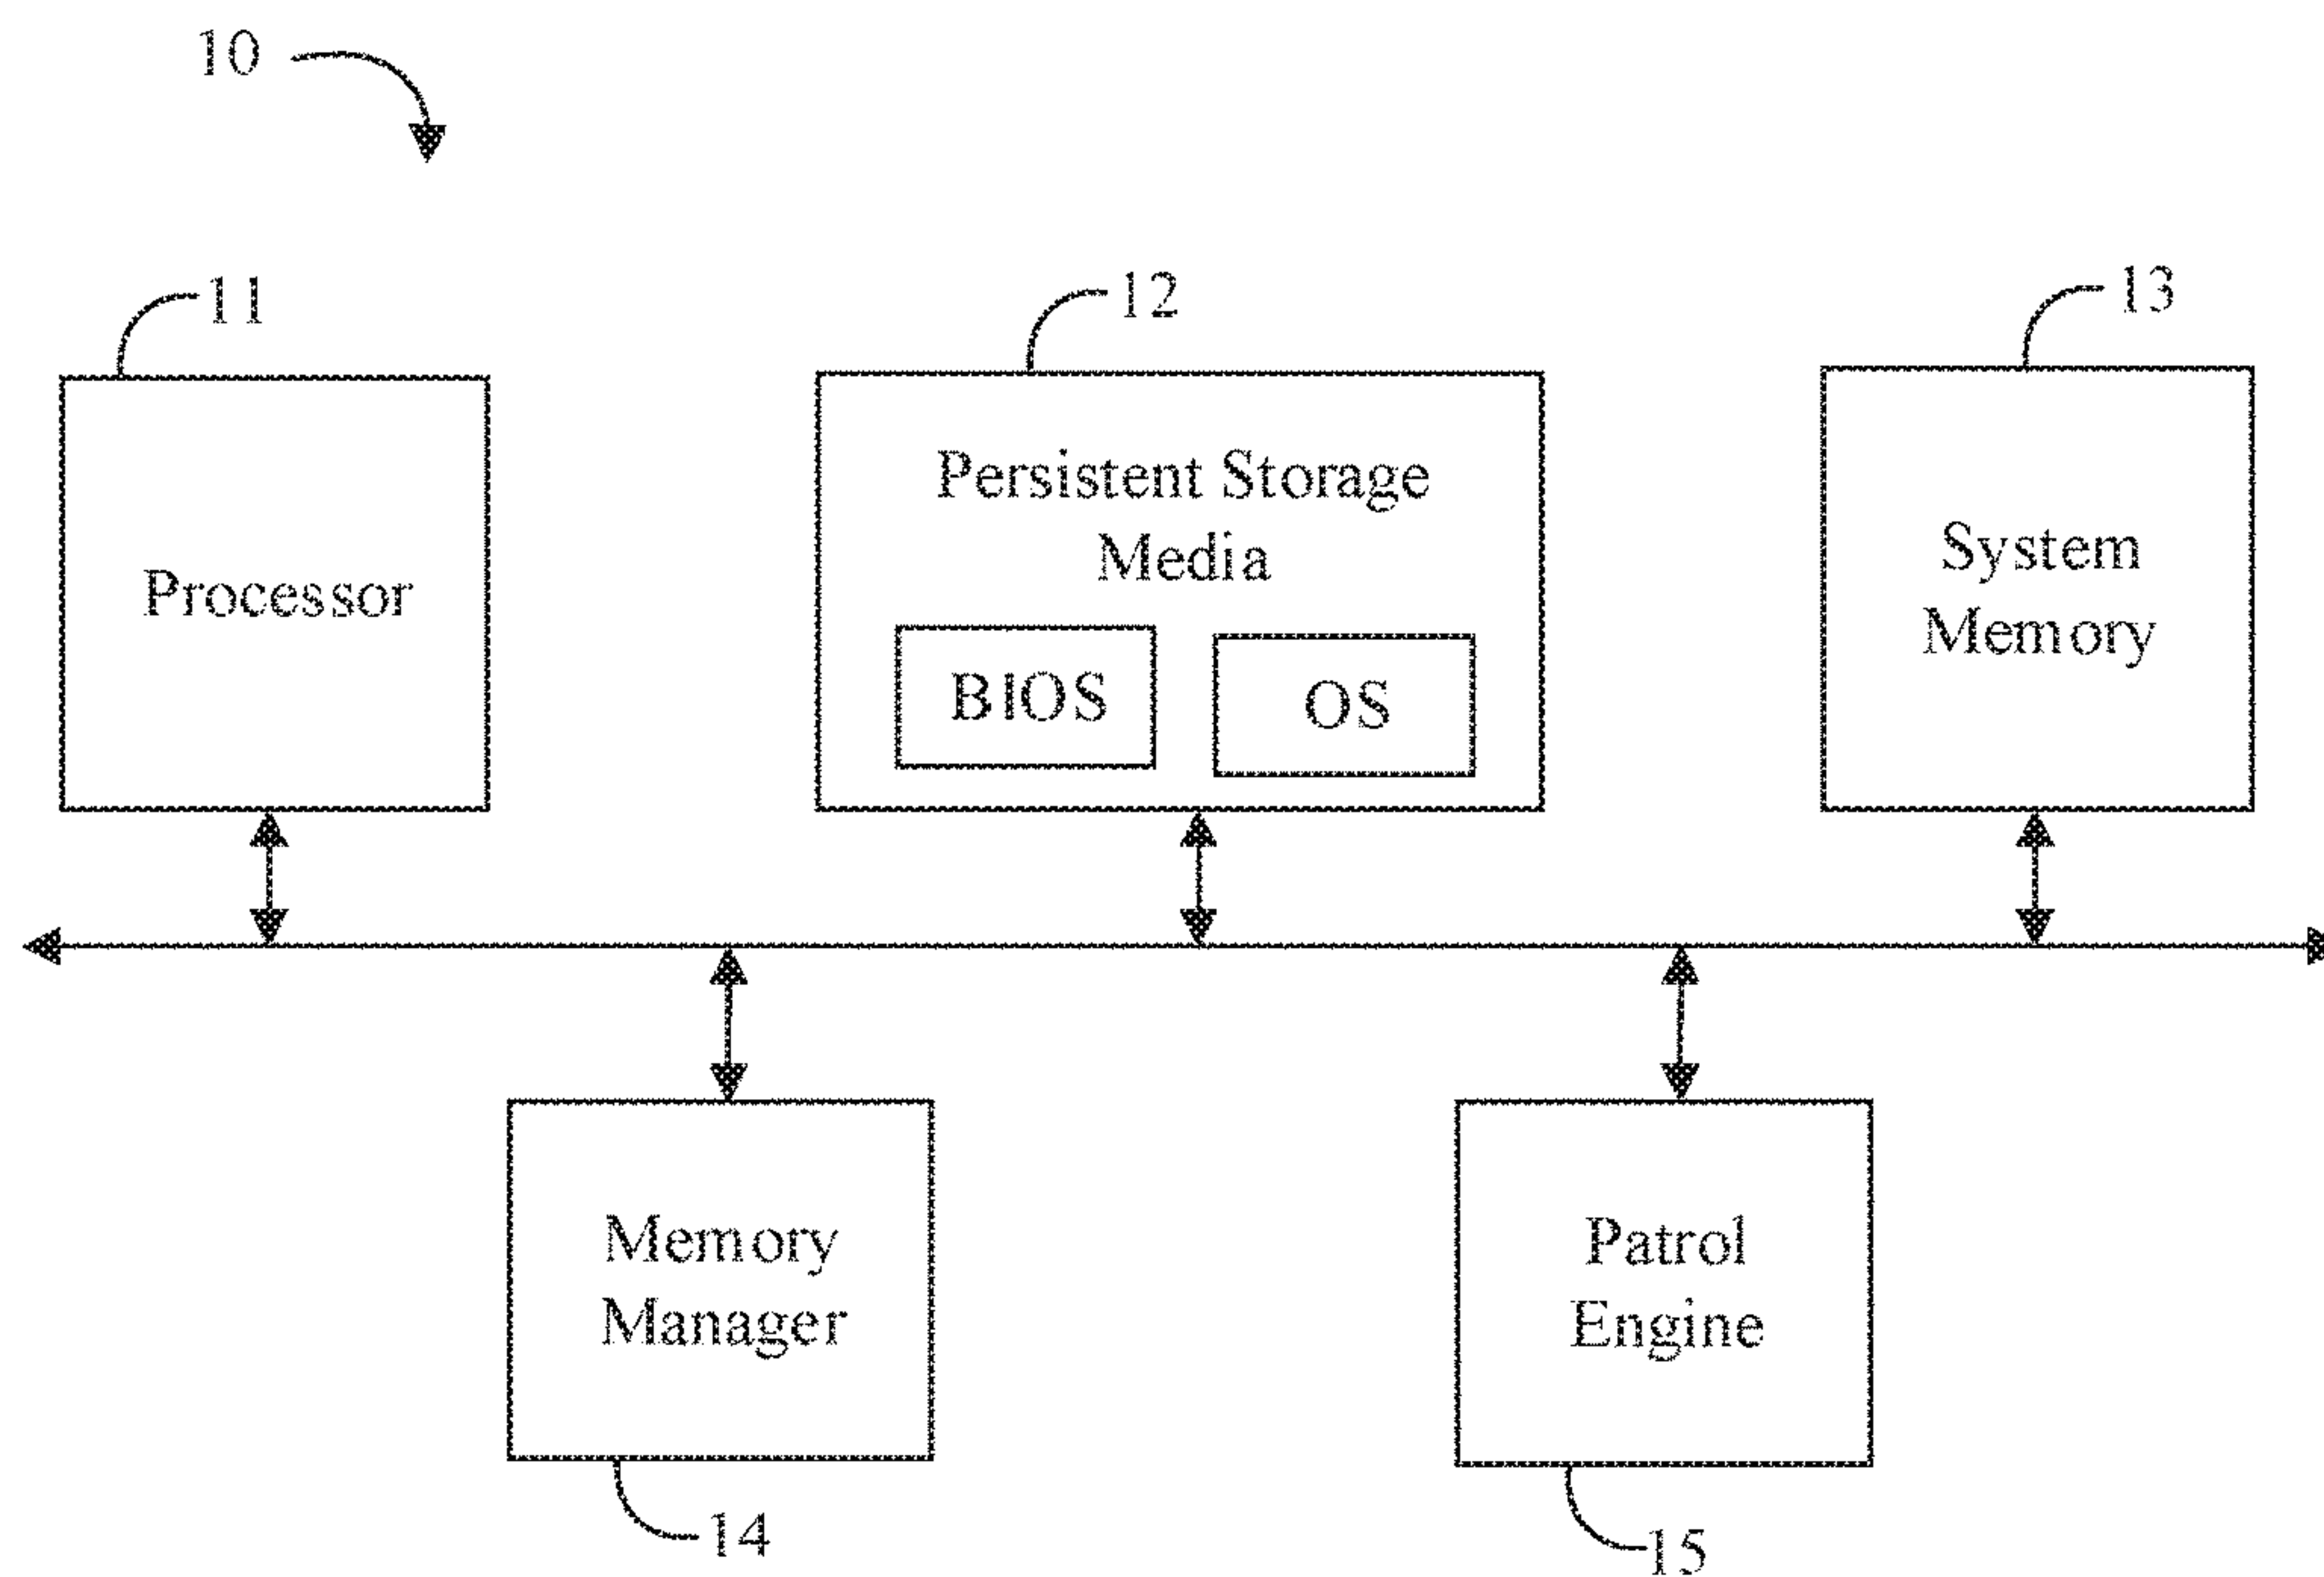 10
11
12
13
Processor
Persistent Storage
Media
BIOS
OS
System
Memory
Memory
Manager
Patrol
Engine
14
15